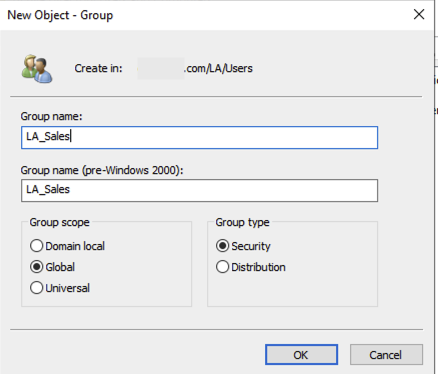 New Object - Group
Create in: .com/LA/Users
Group name:
LA_Sales
Group name (pre-Windows 2000):
LA_Sales
Group scope
Domain local
Global
Universal
Group type
Security
Distribution
OK
Cancel